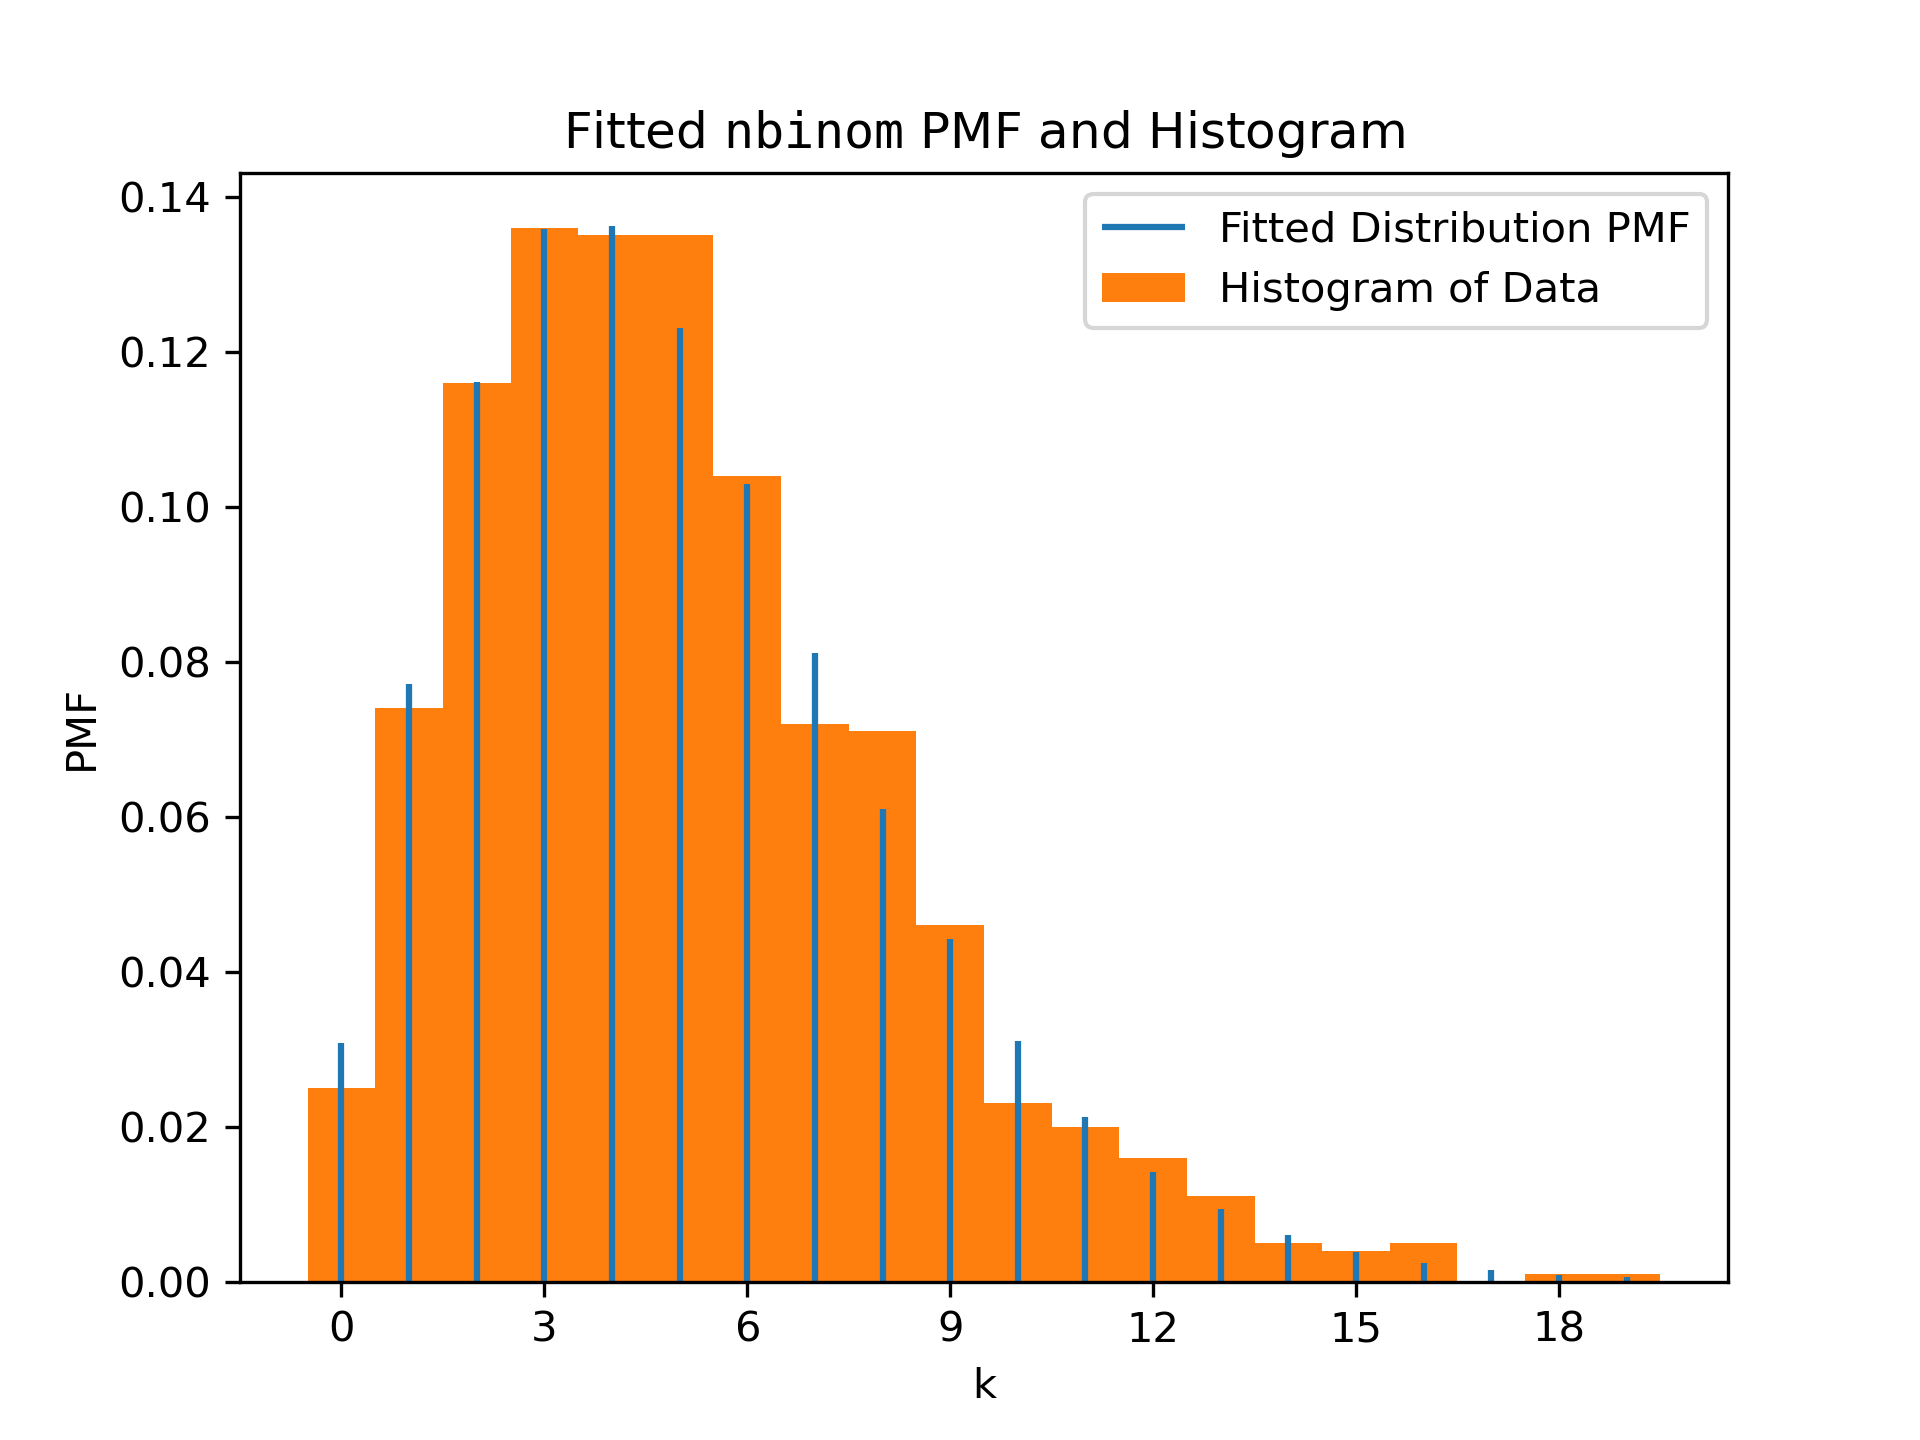 Fitted nbinom PMF and Histogram
Fitted Distribution PMF
Histogram of Data
PMF
0.14
0.12
0.10
0.08
0.06
0.04
0.02
0.00
0 3 6 9 12 15 18
k